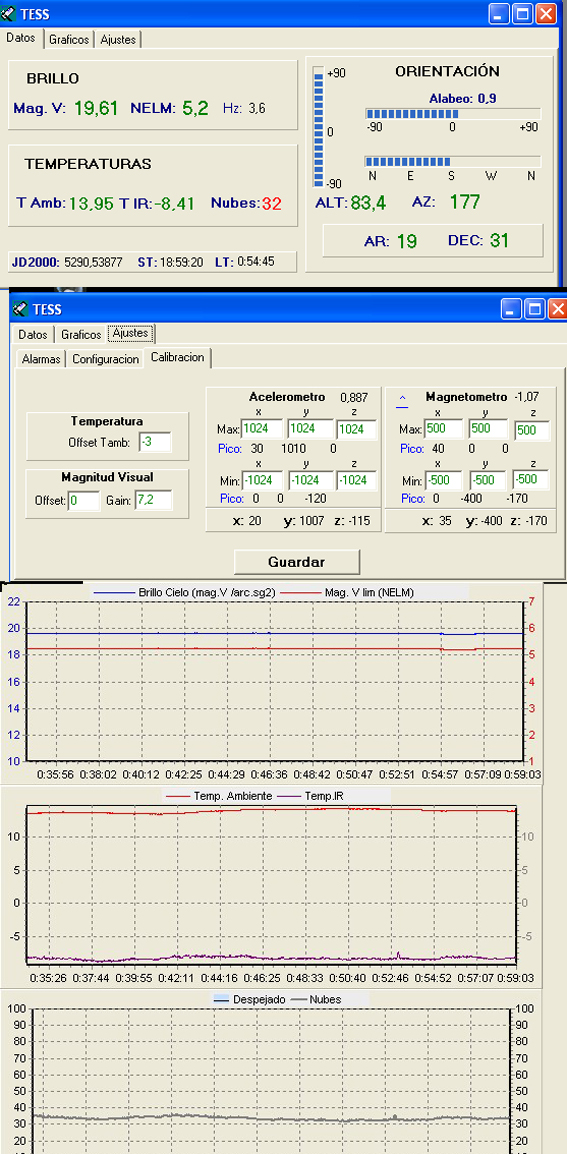 TESS
Datos Graficos Ajustes
BRILLO
Mag. V: 19,61 NELM: 5,2 Hz: 3,6
TEMPERATURAS
T Amb: 13,95 T IR: -8,41 Nubes: 32
JD2000: 5290,53877 ST: 18:59:20 LT: 0:54:45
ORIENTACIÓN
+90
0
-90
Alabeo: 0,9
-90 0 +90
N E S W N
ALT: 83,4 AZ: 177
AR: 19 DEC: 31
TESS
Datos Graficos Ajustes
Alarmas Configuracion Calibracion
Temperatura
Offset Tamb: -3
Magnitud Visual
Offset: 0 Gain: 7,2
Acelerometro 0,887
x y z
Max: 1024 1024 1024
Pico: 30 1010 0
x y z
Min: -1024 -1024 -1024
Pico: 0 0 -120
x: 20 y: 1007 z: -115
Magnetometro -1,07
x y z
Max: 500 500 500
Pico: 40 0 0
x y z
Min: -500 -500 -500
Pico: 0 -400 -170
x: 35 y: -400 z: -170
Guardar
Brillo Cielo (mag.V /arc.sg2) Mag. V lim (NELM)
22 7
20 6
18 5
16 4
14 3
12 2
10 1
0:35:56 0:38:02 0:40:12 0:42:25 0:44:29 0:46:36 0:48:42 0:50:47 0:52:51 0:54:57 0:57:09 0:59:03
Temp. Ambiente Temp.IR
10 10
5 5
0 0
-5 -5
0:35:26 0:37:44 0:39:55 0:42:11 0:44:16 0:46:25 0:48:33 0:50:40 0:52:46 0:54:52 0:57:07 0:59:03
Despejado Nubes
100 100
90 90
80 80
70 70
60 60
50 50
40 40
30 30
20 20